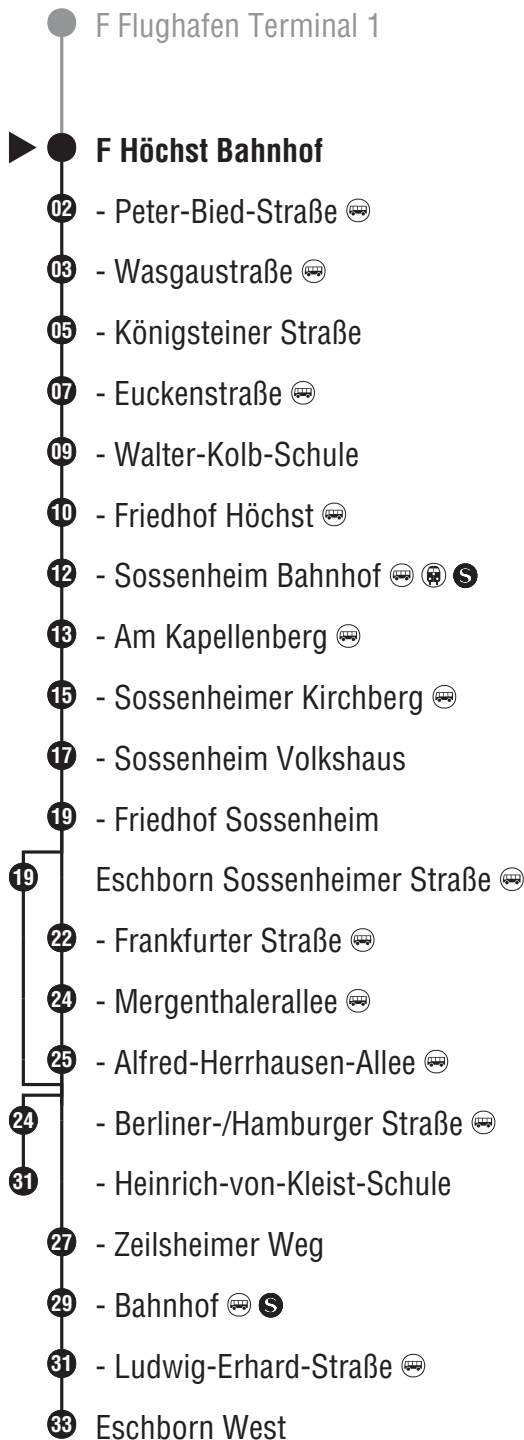 F Flughafen Terminal 1
F Höchst Bahnhof
02 - Peter-Bied-Straße
03 - Wasgaustraße
05 - Königsteiner Straße
07 - Euckenstraße
09 - Walter-Kolb-Schule
10 - Friedhof Höchst
12 - Sossenheim Bahnhof S
13 - Am Kapellenberg
15 - Sossenheimer Kirchberg
17 - Sossenheim Volkshaus
19 - Friedhof Sossenheim
19 Eschborn Sossenheimer Straße
22 - Frankfurter Straße
24 - Mergenthalerallee
25 - Alfred-Herrhausen-Allee
24 - Berliner-/Hamburger Straße
31 - Heinrich-von-Kleist-Schule
27 - Zeilsheimer Weg
29 - Bahnhof S
31 - Ludwig-Erhard-Straße
33 Eschborn West